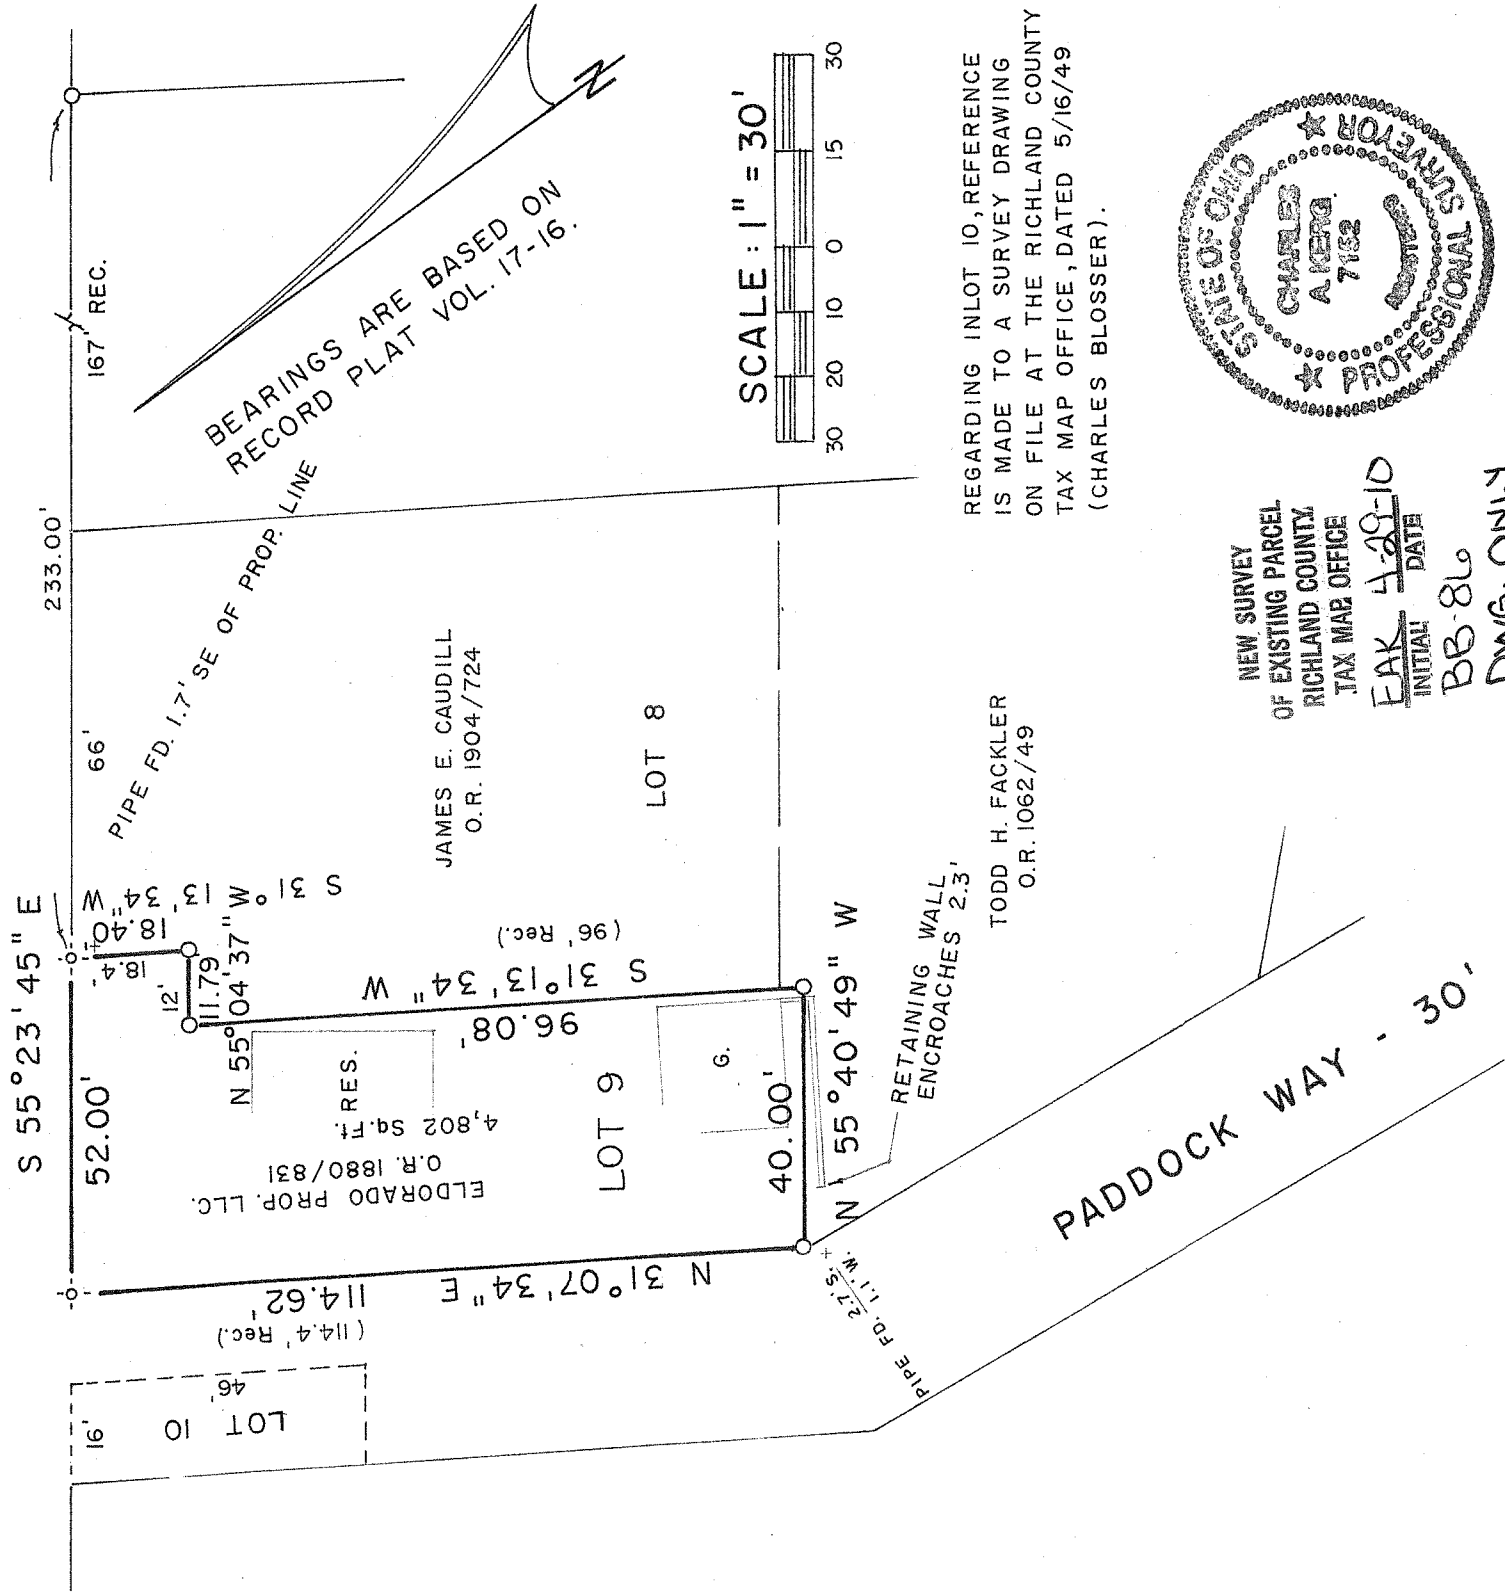 S 55° 23' 45" E
52.00'
66'
233.00'
167' REC.
PIPE FD. 1.7' SE OF PROP. LINE
BEARINGS ARE BASED ON
RECORD PLAT VOL. 17-16.
N
SCALE : 1" = 30'
30 20 10 0 15 30
REGARDING INLOT 10, REFERENCE
IS MADE TO A SURVEY DRAWING
ON FILE AT THE RICHLAND COUNTY
TAX MAP OFFICE, DATED 5/16/49
(CHARLES BLOSSER).
S 31° 13' 34" W
18.40'
18.4'
12'
11.79
N 55° 04' 37" W
S 31° 13' 34" W
96.08'
(96' Rec.)
JAMES E. CAUDILL
O.R. 1904/724
LOT 8
RES.
4,802 Sq.Ft.
ELDORADO PROP. LLC.
O.R. 1880/831
LOT 9
G.
40.00'
N 55° 40' 49" W
RETAINING WALL
ENCROACHES 2.3'
TODD H. FACKLER
O.R. 1062/49
N 31° 07' 34" E
114.62'
(114.4' Rec.)
16'
46'
LOT 10
PIPE FD. 2.7' S.
1.1' W.
PADDOCK WAY - 30'
STATE OF OHIO
CHARLES
A KERG
7152
REGISTERED
PROFESSIONAL SURVEYOR
NEW SURVEY
OF EXISTING PARCEL
RICHLAND COUNTY
TAX MAP OFFICE
EAK 4-29-10
INITIAL DATE
BB-86
DWG. ONLY